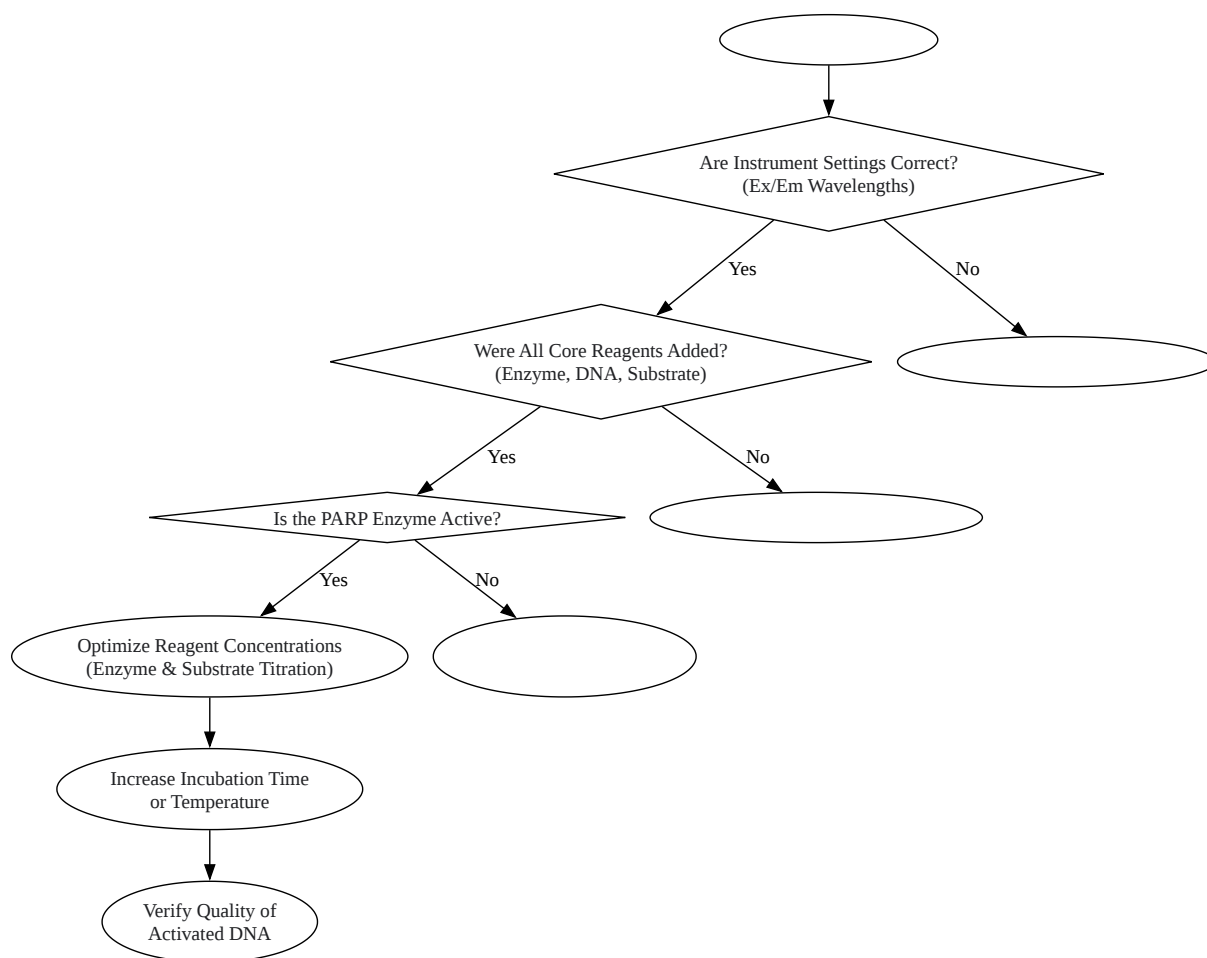 Are Instrument Settings Correct?
(Ex/Em Wavelengths)
Yes
No
Were All Core Reagents Added?
(Enzyme, DNA, Substrate)
Yes
No
Is the PARP Enzyme Active?
Yes
No
Optimize Reagent Concentrations
(Enzyme & Substrate Titration)
Increase Incubation Time
or Temperature
Verify Quality of
Activated DNA